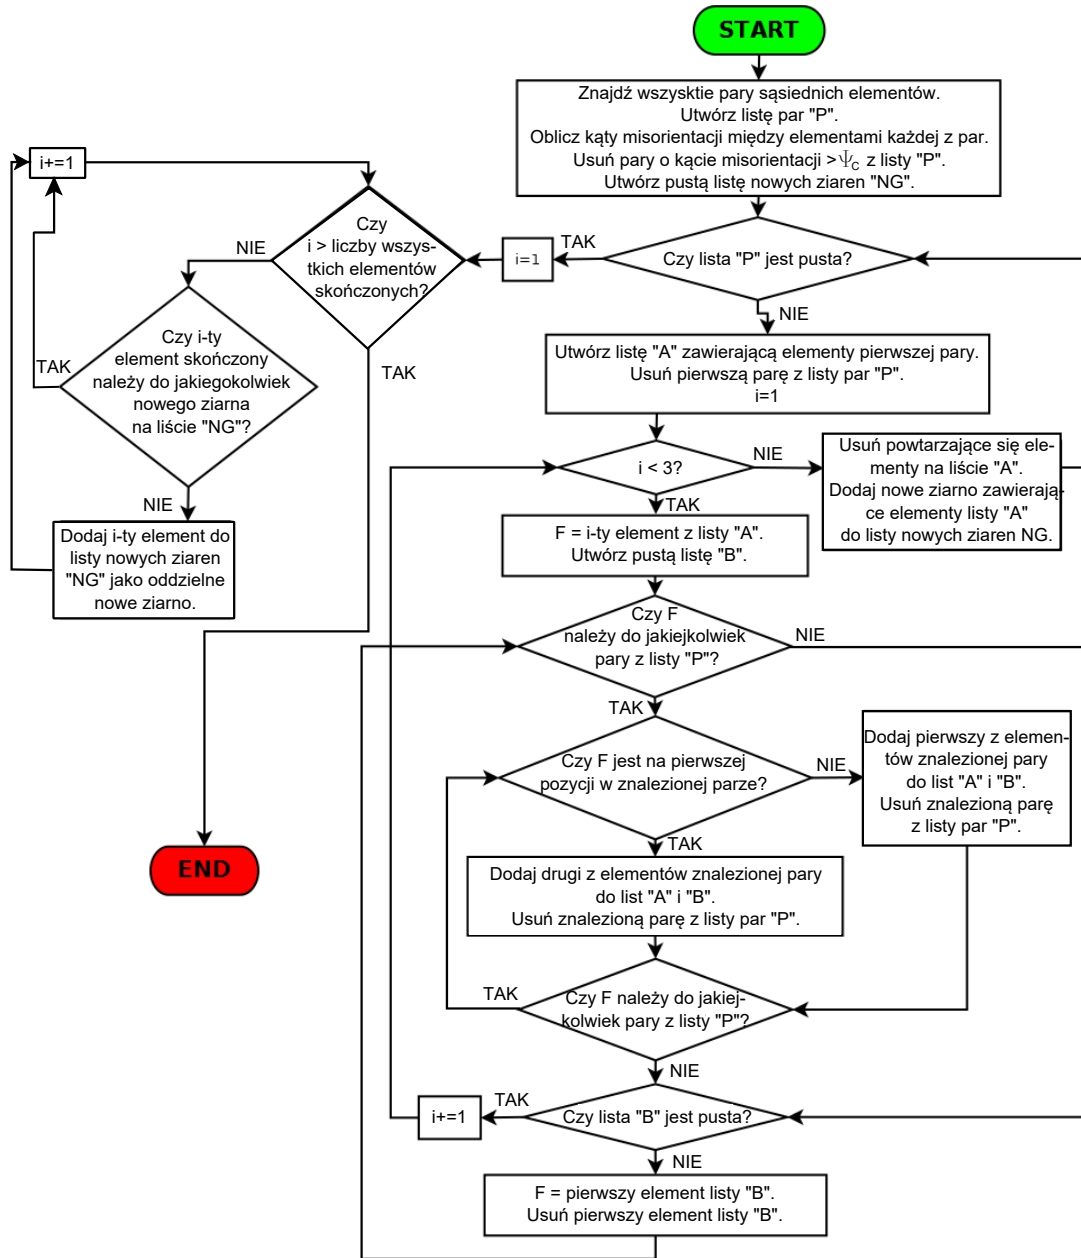 START
Znajdź wszysktie pary sąsiednich elementów.
Utwórz listę par "P".
Oblicz kąty misorientacji między elementami każdej z par.
Usuń pary o kącie misorientacji >Ψc z listy "P".
Utwórz pustą listę nowych ziaren "NG".
i+=1
Czy
i > liczby wszys-
tkich elementów
skończonych?
NIE
TAK
i=1
TAK
Czy lista "P" jest pusta?
NIE
Czy i-ty
element skończony
należy do jakiegokolwiek
nowego ziarna
na liście "NG"?
TAK
NIE
Utwórz listę "A" zawierającą elementy pierwszej pary.
Usuń pierwszą parę z listy par "P".
i=1
i < 3?
NIE
TAK
Usuń powtarzające się ele-
menty na liście "A".
Dodaj nowe ziarno zawierają-
ce elementy listy "A"
do listy nowych ziaren NG.
Dodaj i-ty element do
listy nowych ziaren
"NG" jako oddzielne
nowe ziarno.
F = i-ty element z listy "A".
Utwórz pustą listę "B".
Czy F
należy do jakiejkolwiek
pary z listy "P"?
NIE
TAK
Czy F jest na pierwszej
pozycji w znalezionej parze?
NIE
TAK
Dodaj pierwszy z elemen-
tów znalezionej pary
do list "A" i "B".
Usuń znalezioną parę
z listy par "P".
END
Dodaj drugi z elementów znalezionej pary
do list "A" i "B".
Usuń znalezioną parę z listy par "P".
TAK
Czy F należy do jakiej-
kolwiek pary z listy "P"?
NIE
i+=1
TAK
Czy lista "B" jest pusta?
NIE
F = pierwszy element listy "B".
Usuń pierwszy element listy "B".